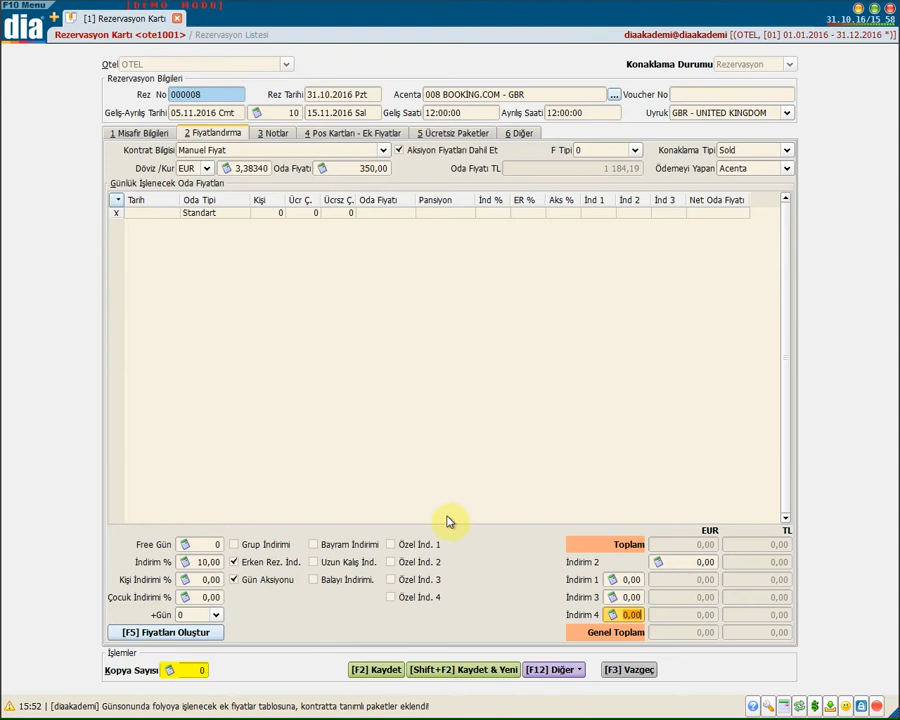 F10 Menu [DEMO MODU]
dia [1] Rezervasyon Kartı 31.10.16/15 58
Rezervasyon Kartı <ote1001> / Rezervasyon Listesi diaakademi@diaakademi [(OTEL, [01] 01.01.2016 - 31.12.2016 *)]
Otel OTEL Konaklama Durumu Rezervasyon
Rezervasyon Bilgileri
Rez No 000008 Rez Tarihi 31.10.2016 Pzt Acenta 008 BOOKING.COM - GBR ... Voucher No
Geliş-Ayrılış Tarihi 05.11.2016 Cmt 10 15.11.2016 Sal Geliş Saati 12:00:00 Ayrılış Saati 12:00:00 Uyruk GBR - UNITED KINGDOM
1 Misafir Bilgileri 2 Fiyatlandırma 3 Notlar 4 Pos Kartları - Ek Fiyatlar 5 Ücretsiz Paketler 6 Diğer
Kontrat Bilgisi Manuel Fiyat Aksiyon Fiyatları Dahil Et F Tipi 0 Konaklama Tipi Sold
Döviz /Kur EUR 3,38340 Oda Fiyatı 350,00 Oda Fiyatı TL 1 184,19 Ödemeyi Yapan Acenta
Günlük İşlenecek Oda Fiyatları
Tarih Oda Tipi Kişi Ücr Ç. Ücrsz Ç. Oda Fiyatı Pansiyon İnd % ER % Aks % İnd 1 İnd 2 İnd 3 Net Oda Fiyatı
X Standart 0 0 0
EUR TL
Free Gün 0 Grup İndirimi Bayram İndirimi Özel İnd. 1 Toplam 0,00 0,00
İndirim % 10,00 Erken Rez. İnd. Uzun Kalış İnd. Özel İnd. 2 İndirim 2 0,00 0,00
Kişi İndirimi % 0,00 Gün Aksiyonu Balayı İndirimi. Özel İnd. 3 İndirim 1 0,00 0,00 0,00
Çocuk İndirimi % 0,00 Özel İnd. 4 İndirim 3 0,00 0,00 0,00
+Gün 0 İndirim 4 0,00 0,00 0,00
[F5] Fiyatları Oluştur Genel Toplam 0,00 0,00
İşlemler
Kopya Sayısı 0 [F2] Kaydet [Shift+F2] Kaydet & Yeni [F12] Diğer [F3] Vazgeç
15:52 | [diaakademi] Günsonunda folyoya işlenecek ek fiyatlar tablosuna, kontratta tanımlı paketler eklendi!